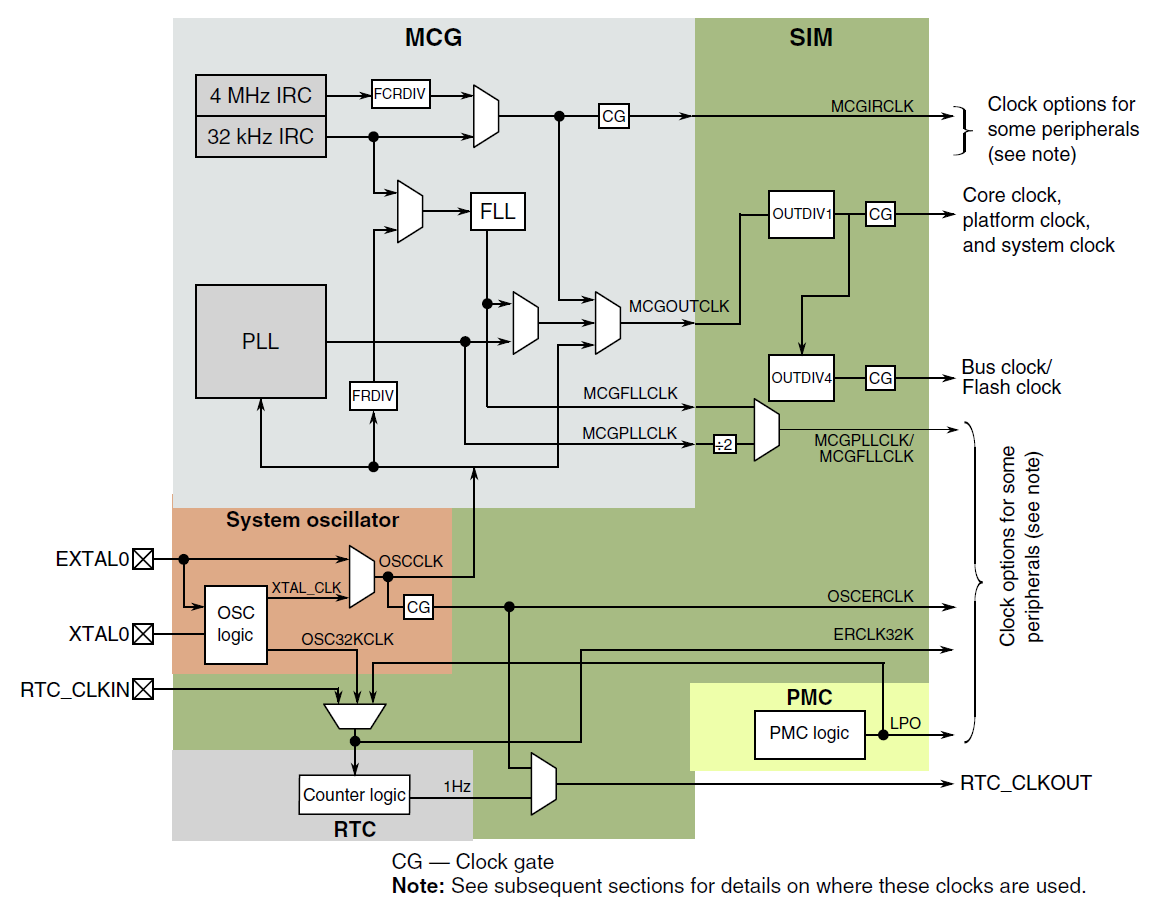 MCG
SIM
4 MHz IRC
FCRDIV
32 kHz IRC
CG
MCGIRCLK
Clock options for
some peripherals
(see note)
FLL
OUTDIV1
CG
Core clock,
platform clock,
and system clock
PLL
MCGOUTCLK
FRDIV
OUTDIV4
CG
Bus clock/
Flash clock
MCGFLLCLK
MCGPLLCLK
÷2
MCGPLLCLK/
MCGFLLCLK
Clock options for some
peripherals (see note)
System oscillator
EXTAL0
OSCCLK
XTAL_CLK
OSC
logic
CG
OSCERCLK
XTAL0
OSC32KCLK
ERCLK32K
RTC_CLKIN
PMC
PMC logic
LPO
Counter logic
1Hz
RTC_CLKOUT
RTC
CG — Clock gate
Note: See subsequent sections for details on where these clocks are used.